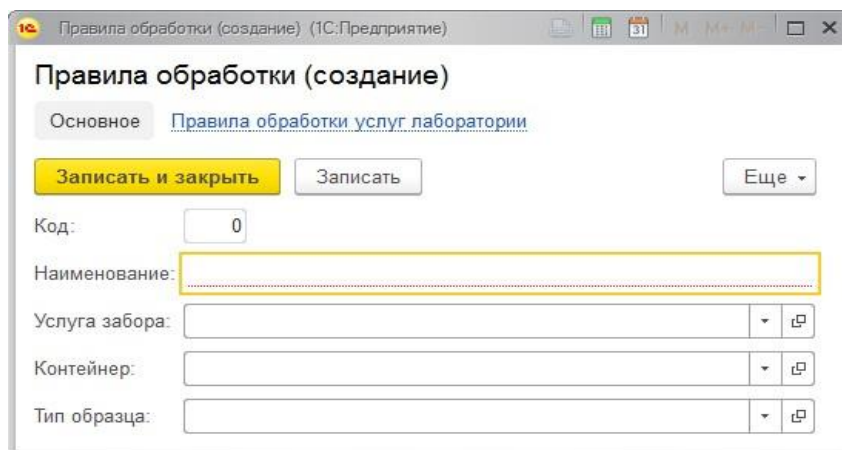 1С Правила обработки (создание) (1С:Предприятие) 31 M M+ M-
Правила обработки (создание)
Основное Правила обработки услуг лаборатории
Записать и закрыть Записать Еще
Код: 0
Наименование:
Услуга забора:
Контейнер:
Тип образца: